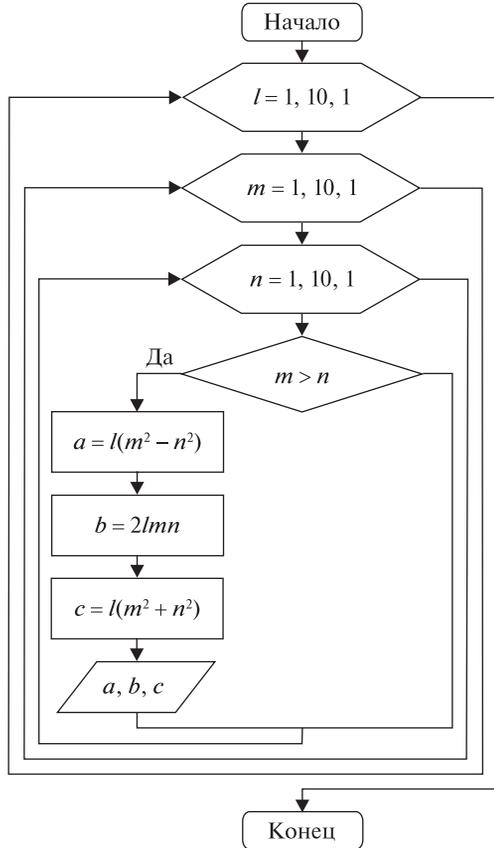 Начало
l = 1, 10, 1
m = 1, 10, 1
n = 1, 10, 1
Да
m > n
a = l(m² − n²)
b = 2lmn
c = l(m² + n²)
a, b, c
Конец